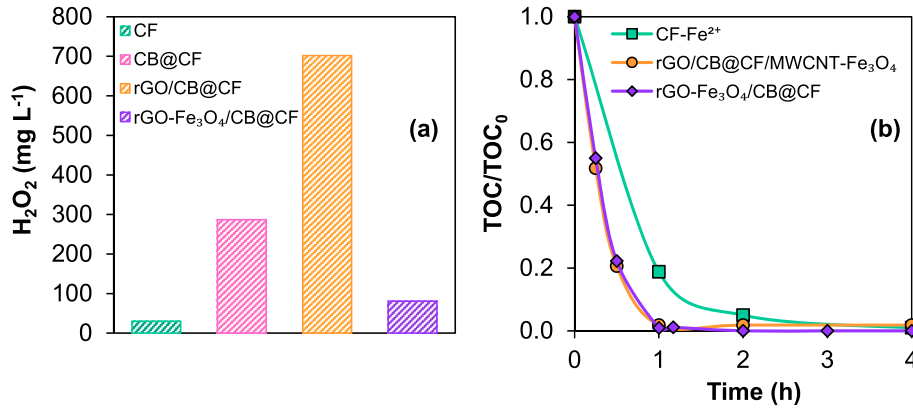 H₂O₂ (mg L⁻¹)
800
700
600
500
400
300
200
100
0
CF
CB@CF
rGO/CB@CF
rGO-Fe₃O₄/CB@CF
(a)
TOC/TOC₀
1.0
0.8
0.6
0.4
0.2
0.0
CF-Fe²⁺
rGO/CB@CF/MWCNT-Fe₃O₄
rGO-Fe₃O₄/CB@CF
(b)
0 1 2 3 4
Time (h)